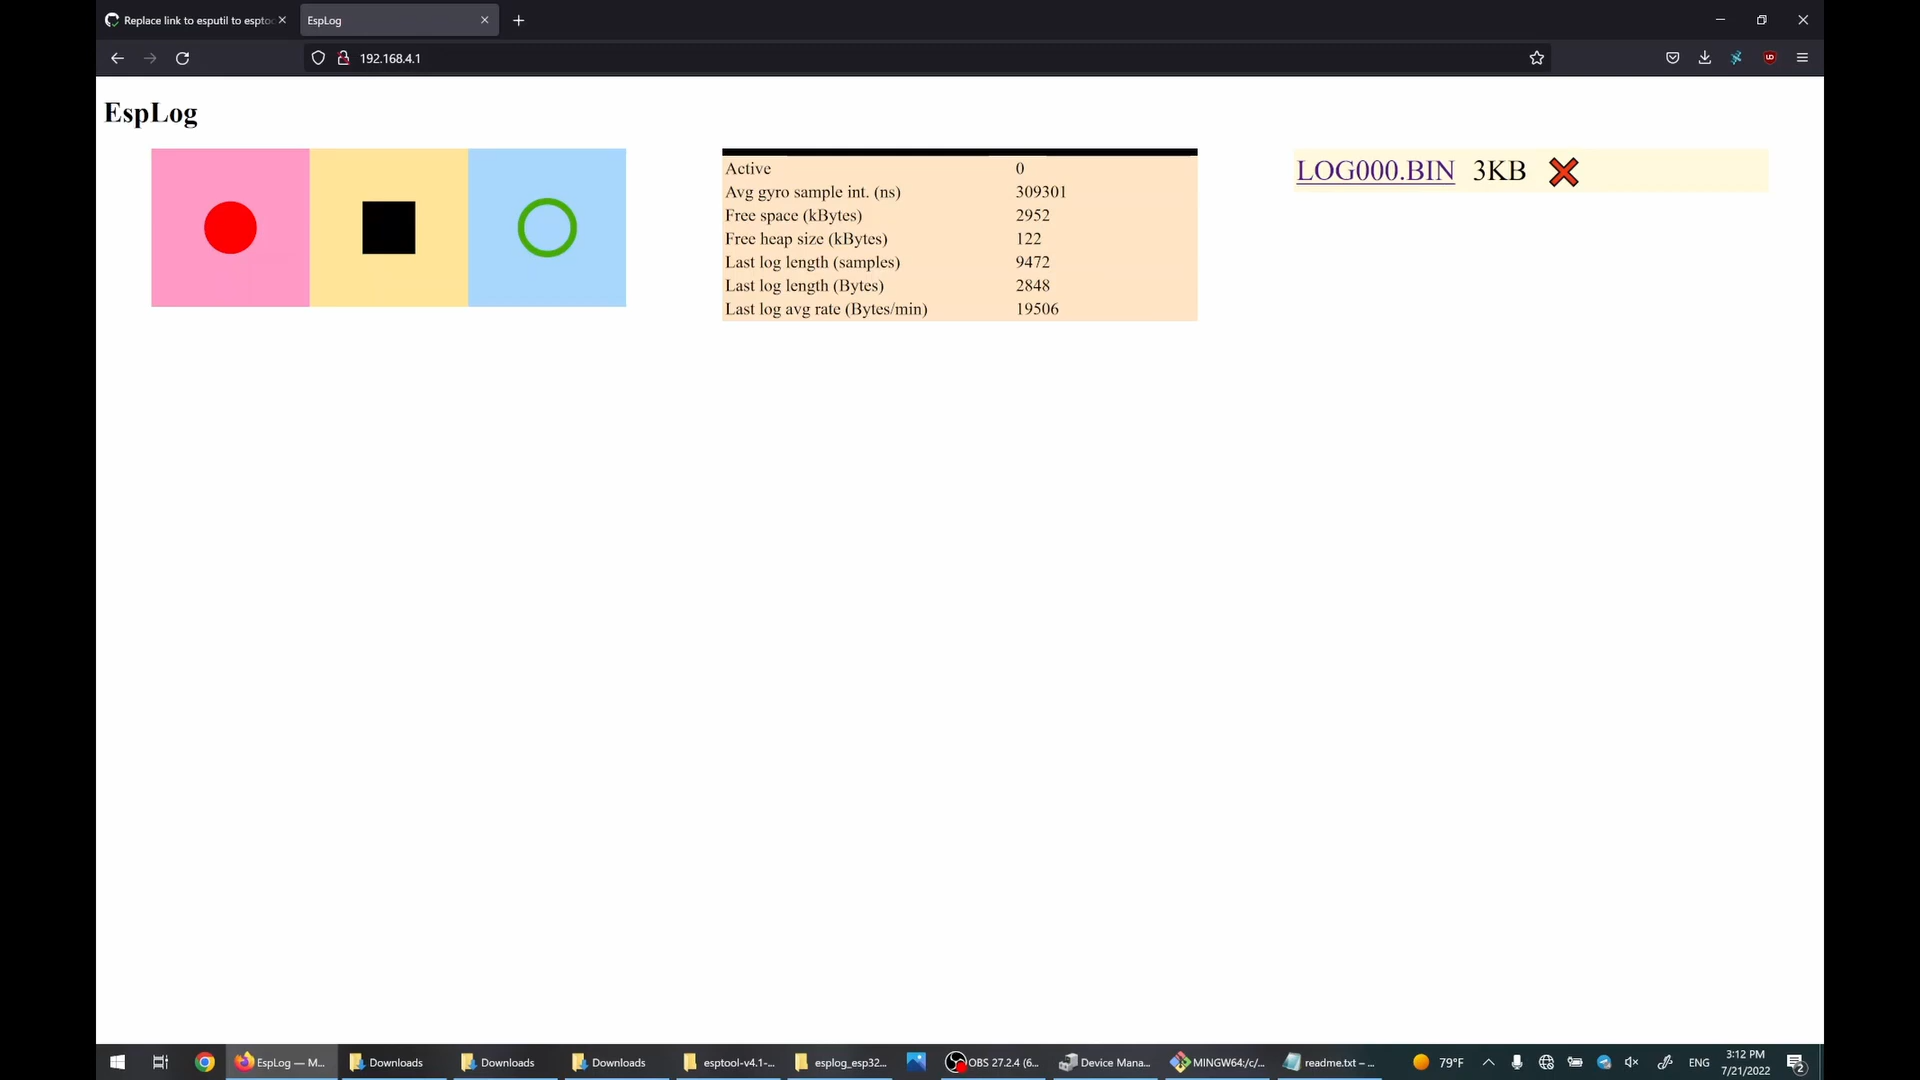 Replace link to esputil to esptoo
EspLog
192.168.4.1
EspLog
Active 0
Avg gyro sample int. (ns) 309301
Free space (kBytes) 2952
Free heap size (kBytes) 122
Last log length (samples) 9472
Last log length (Bytes) 2848
Last log avg rate (Bytes/min) 19506
LOG000.BIN 3KB
EspLog — M...
Downloads
Downloads
Downloads
esptool-v4.1-...
esplog_esp32...
OBS 27.2.4 (6...
Device Mana...
MINGW64:/c/...
readme.txt – ...
79°F
ENG
3:12 PM
7/21/2022
2